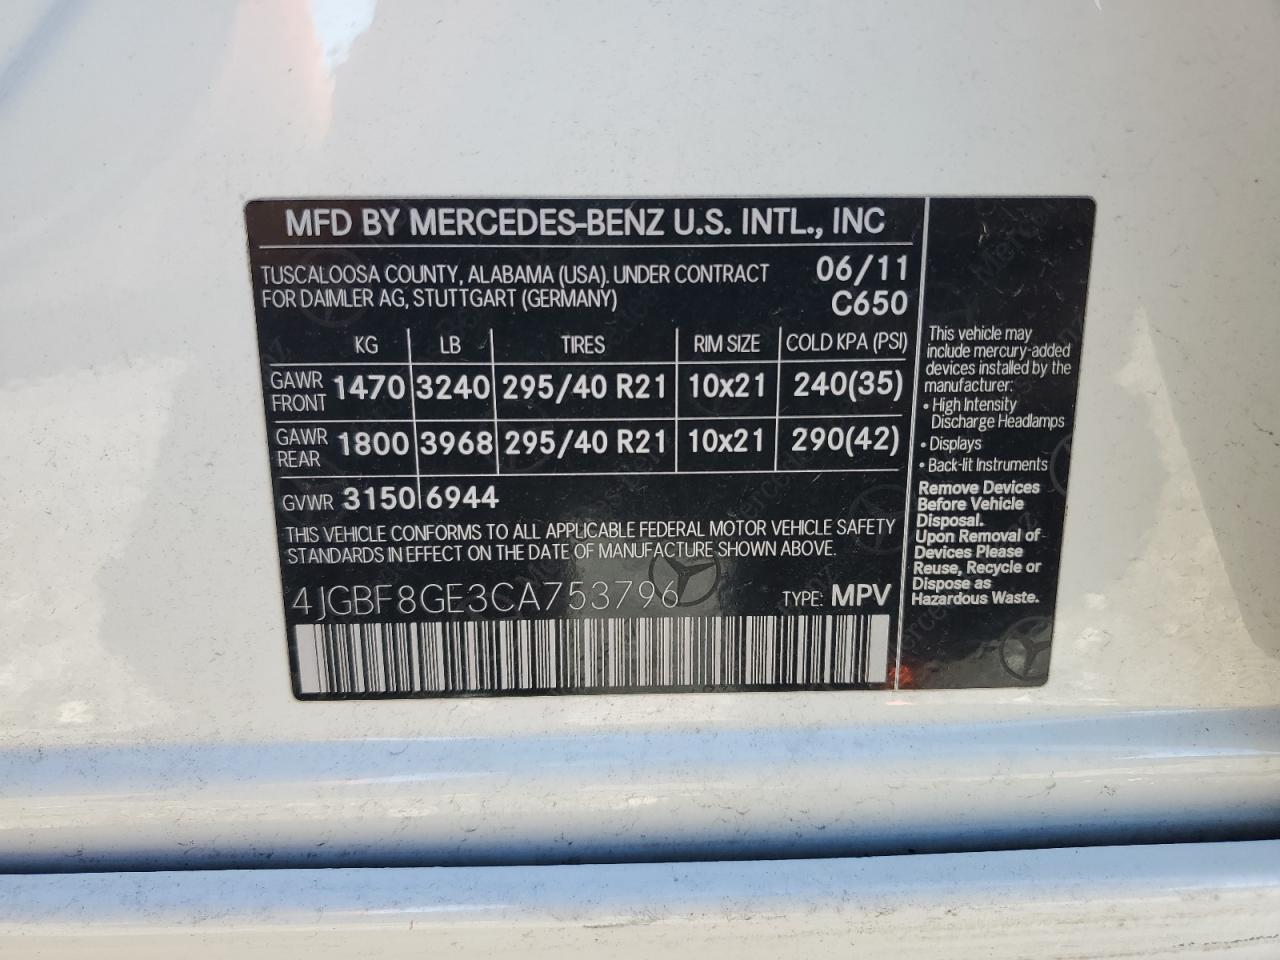 MFD BY MERCEDES-BENZ U.S. INTL., INC
TUSCALOOSA COUNTY, ALABAMA (USA). UNDER CONTRACT 06/11
FOR DAIMLER AG, STUTTGART (GERMANY) C650
KG LB TIRES RIM SIZE COLD KPA (PSI)
GAWR FRONT 1470 3240 295/40 R21 10x21 240(35)
GAWR REAR 1800 3968 295/40 R21 10x21 290(42)
GVWR 3150 6944
THIS VEHICLE CONFORMS TO ALL APPLICABLE FEDERAL MOTOR VEHICLE SAFETY
STANDARDS IN EFFECT ON THE DATE OF MANUFACTURE SHOWN ABOVE.
4JGBF8GE3CA753796 TYPE: MPV
This vehicle may
include mercury-added
devices installed by the
manufacturer:
• High Intensity
Discharge Headlamps
• Displays
• Back-lit Instruments
Remove Devices
Before Vehicle
Disposal.
Upon Removal of
Devices Please
Reuse, Recycle or
Dispose as
Hazardous Waste.